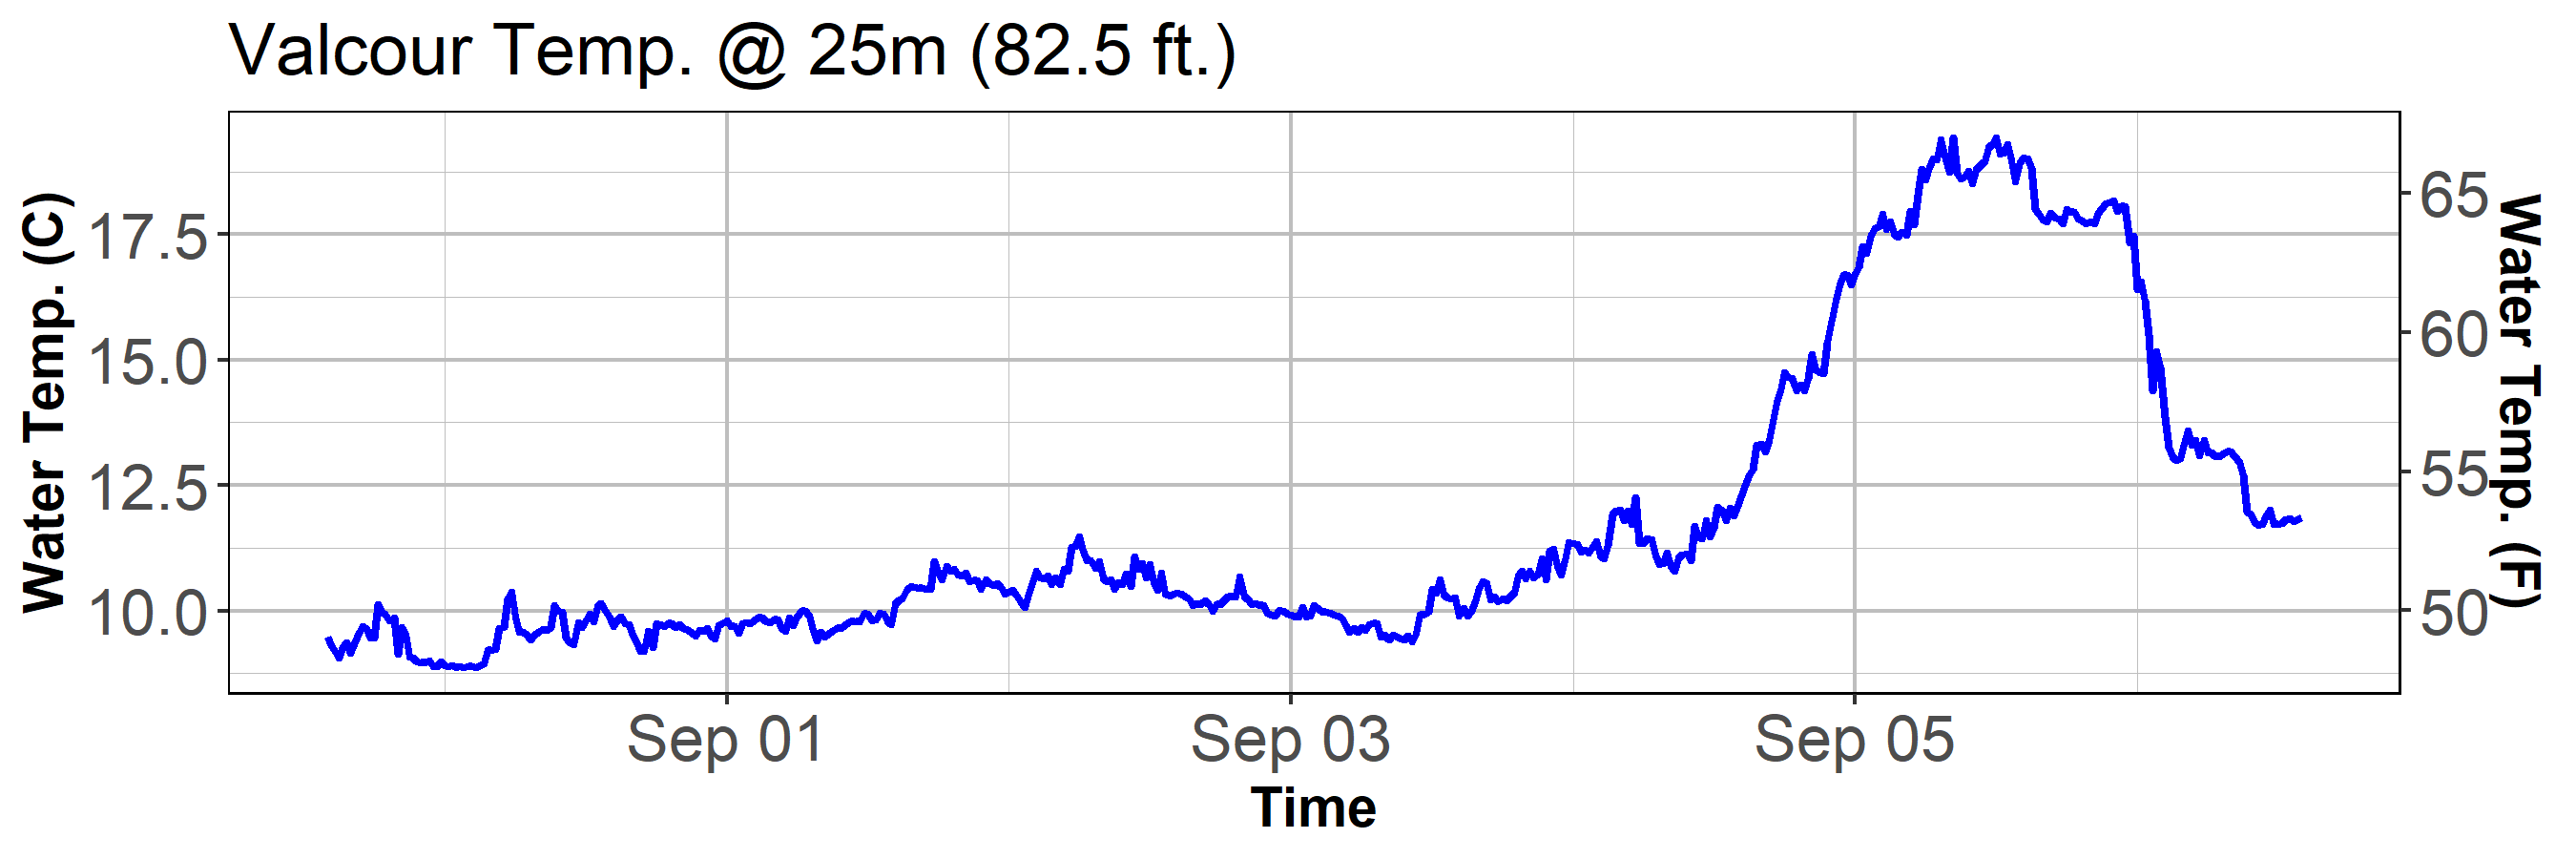 Valcour Temp. @ 25m (82.5 ft.)
Water Temp. (C)
17.5
15.0
12.5
10.0
65
60
55
50
Water Temp. (F)
Sep 01 Sep 03 Sep 05
Time